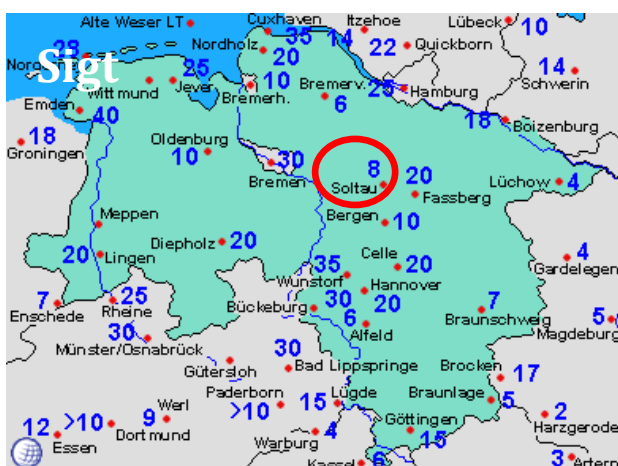 Alte Weser LT
Cuxhaven
35
Itzehoe
14
Lübeck
10
Nordholz
20
22
Quickborn
28
Sigt
25
Jever
Wittmund
10
Bremerh.
Bremerv.
6
25
Hamburg
14
Schwerin
Emden
40
18
Boizenburg
18
Groningen
Oldenburg
10
30
Bremen
8
Soltau
20
Fassberg
Lüchow
4
Meppen
Bergen
10
Diepholz
20
20
Lingen
Celle
20
4
Gardelegen
35
Wunstorf
Hannover
20
7
Enschede
25
Rheine
Bückeburg
30
6
Alfeld
7
Braunschweig
5
Magdeburg
30
Münster/Osnabrück
30
Gütersloh
Bad Lippspringe
Brocken
17
Paderborn
>10
15
Lügde
Braunlage
5
12
Essen
>10
Dortmund
9
Werl
4
Warburg
Göttingen
15
2
Harzgerode
Kassel
6
3
Artern